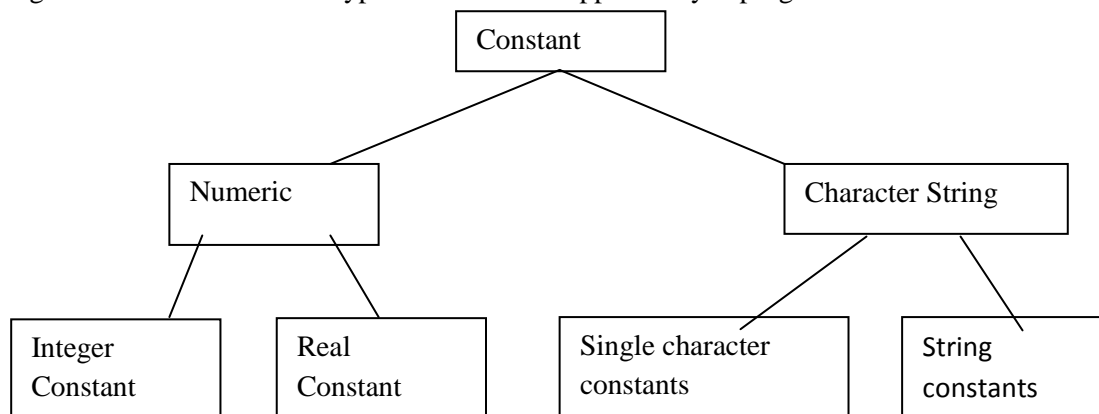 Constant
Numeric
Character String
Integer
Constant
Real
Constant
Single character
constants
String
constants